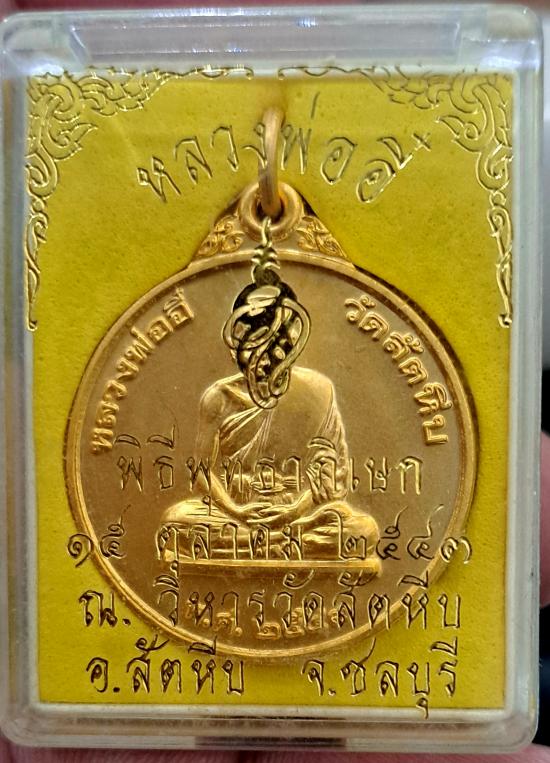 หลวงพ่ออี๋
หลวงพ่ออี๋
วัดสัตหีบ
พิธีพุทธาภิเษก
๑๕ ตุลาคม ๒๕๔๓
ณ. วิหารวัดสัตหีบ
อ.สัตหีบ จ.ชลบุรี